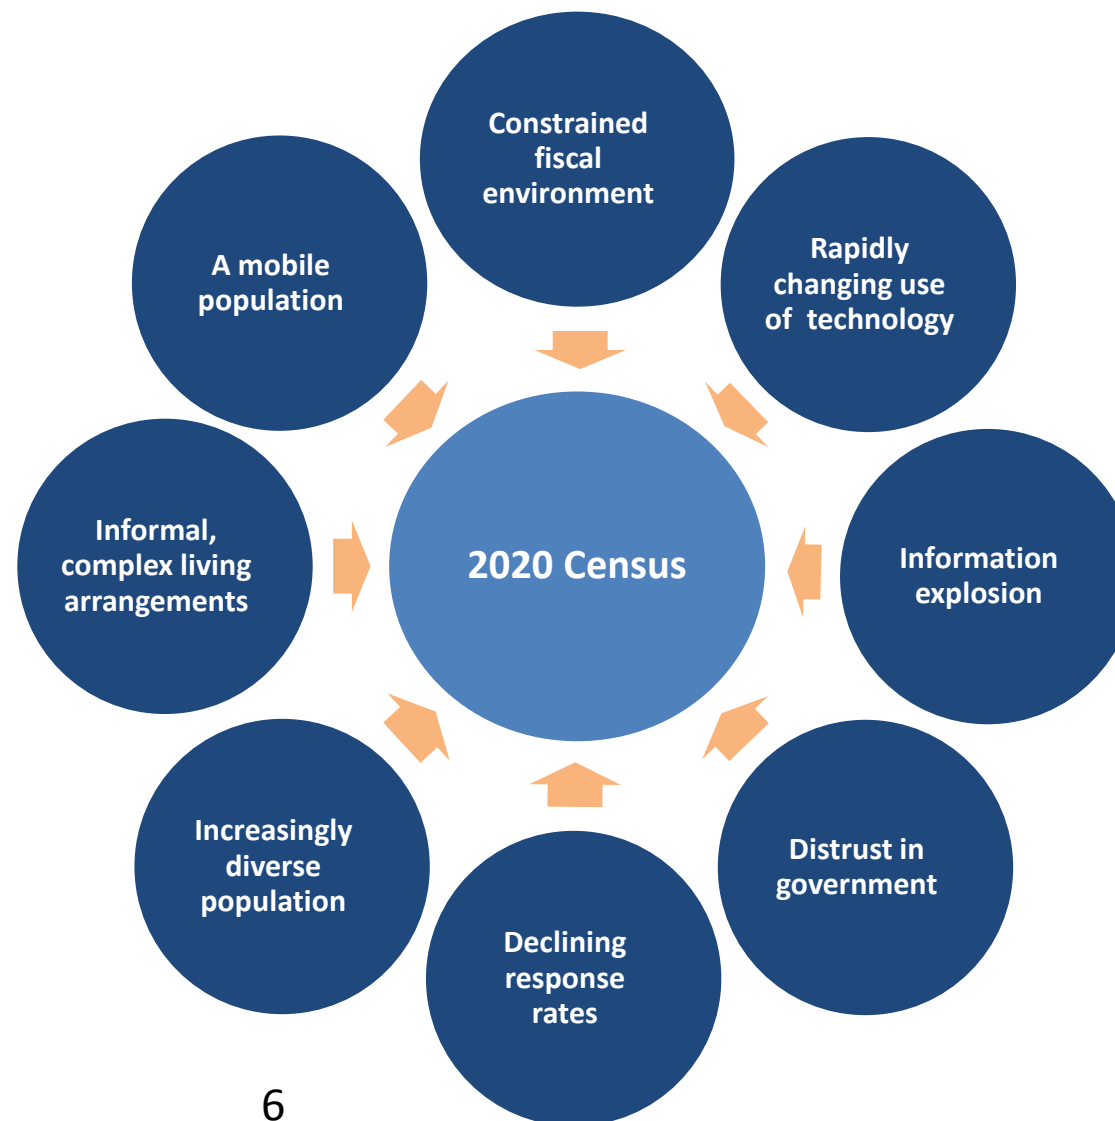 Constrained
fiscal
environment
Rapidly
changing use
of technology
Information
explosion
Distrust in
government
Declining
response
rates
Increasingly
diverse
population
Informal,
complex living
arrangements
A mobile
population
2020 Census
6